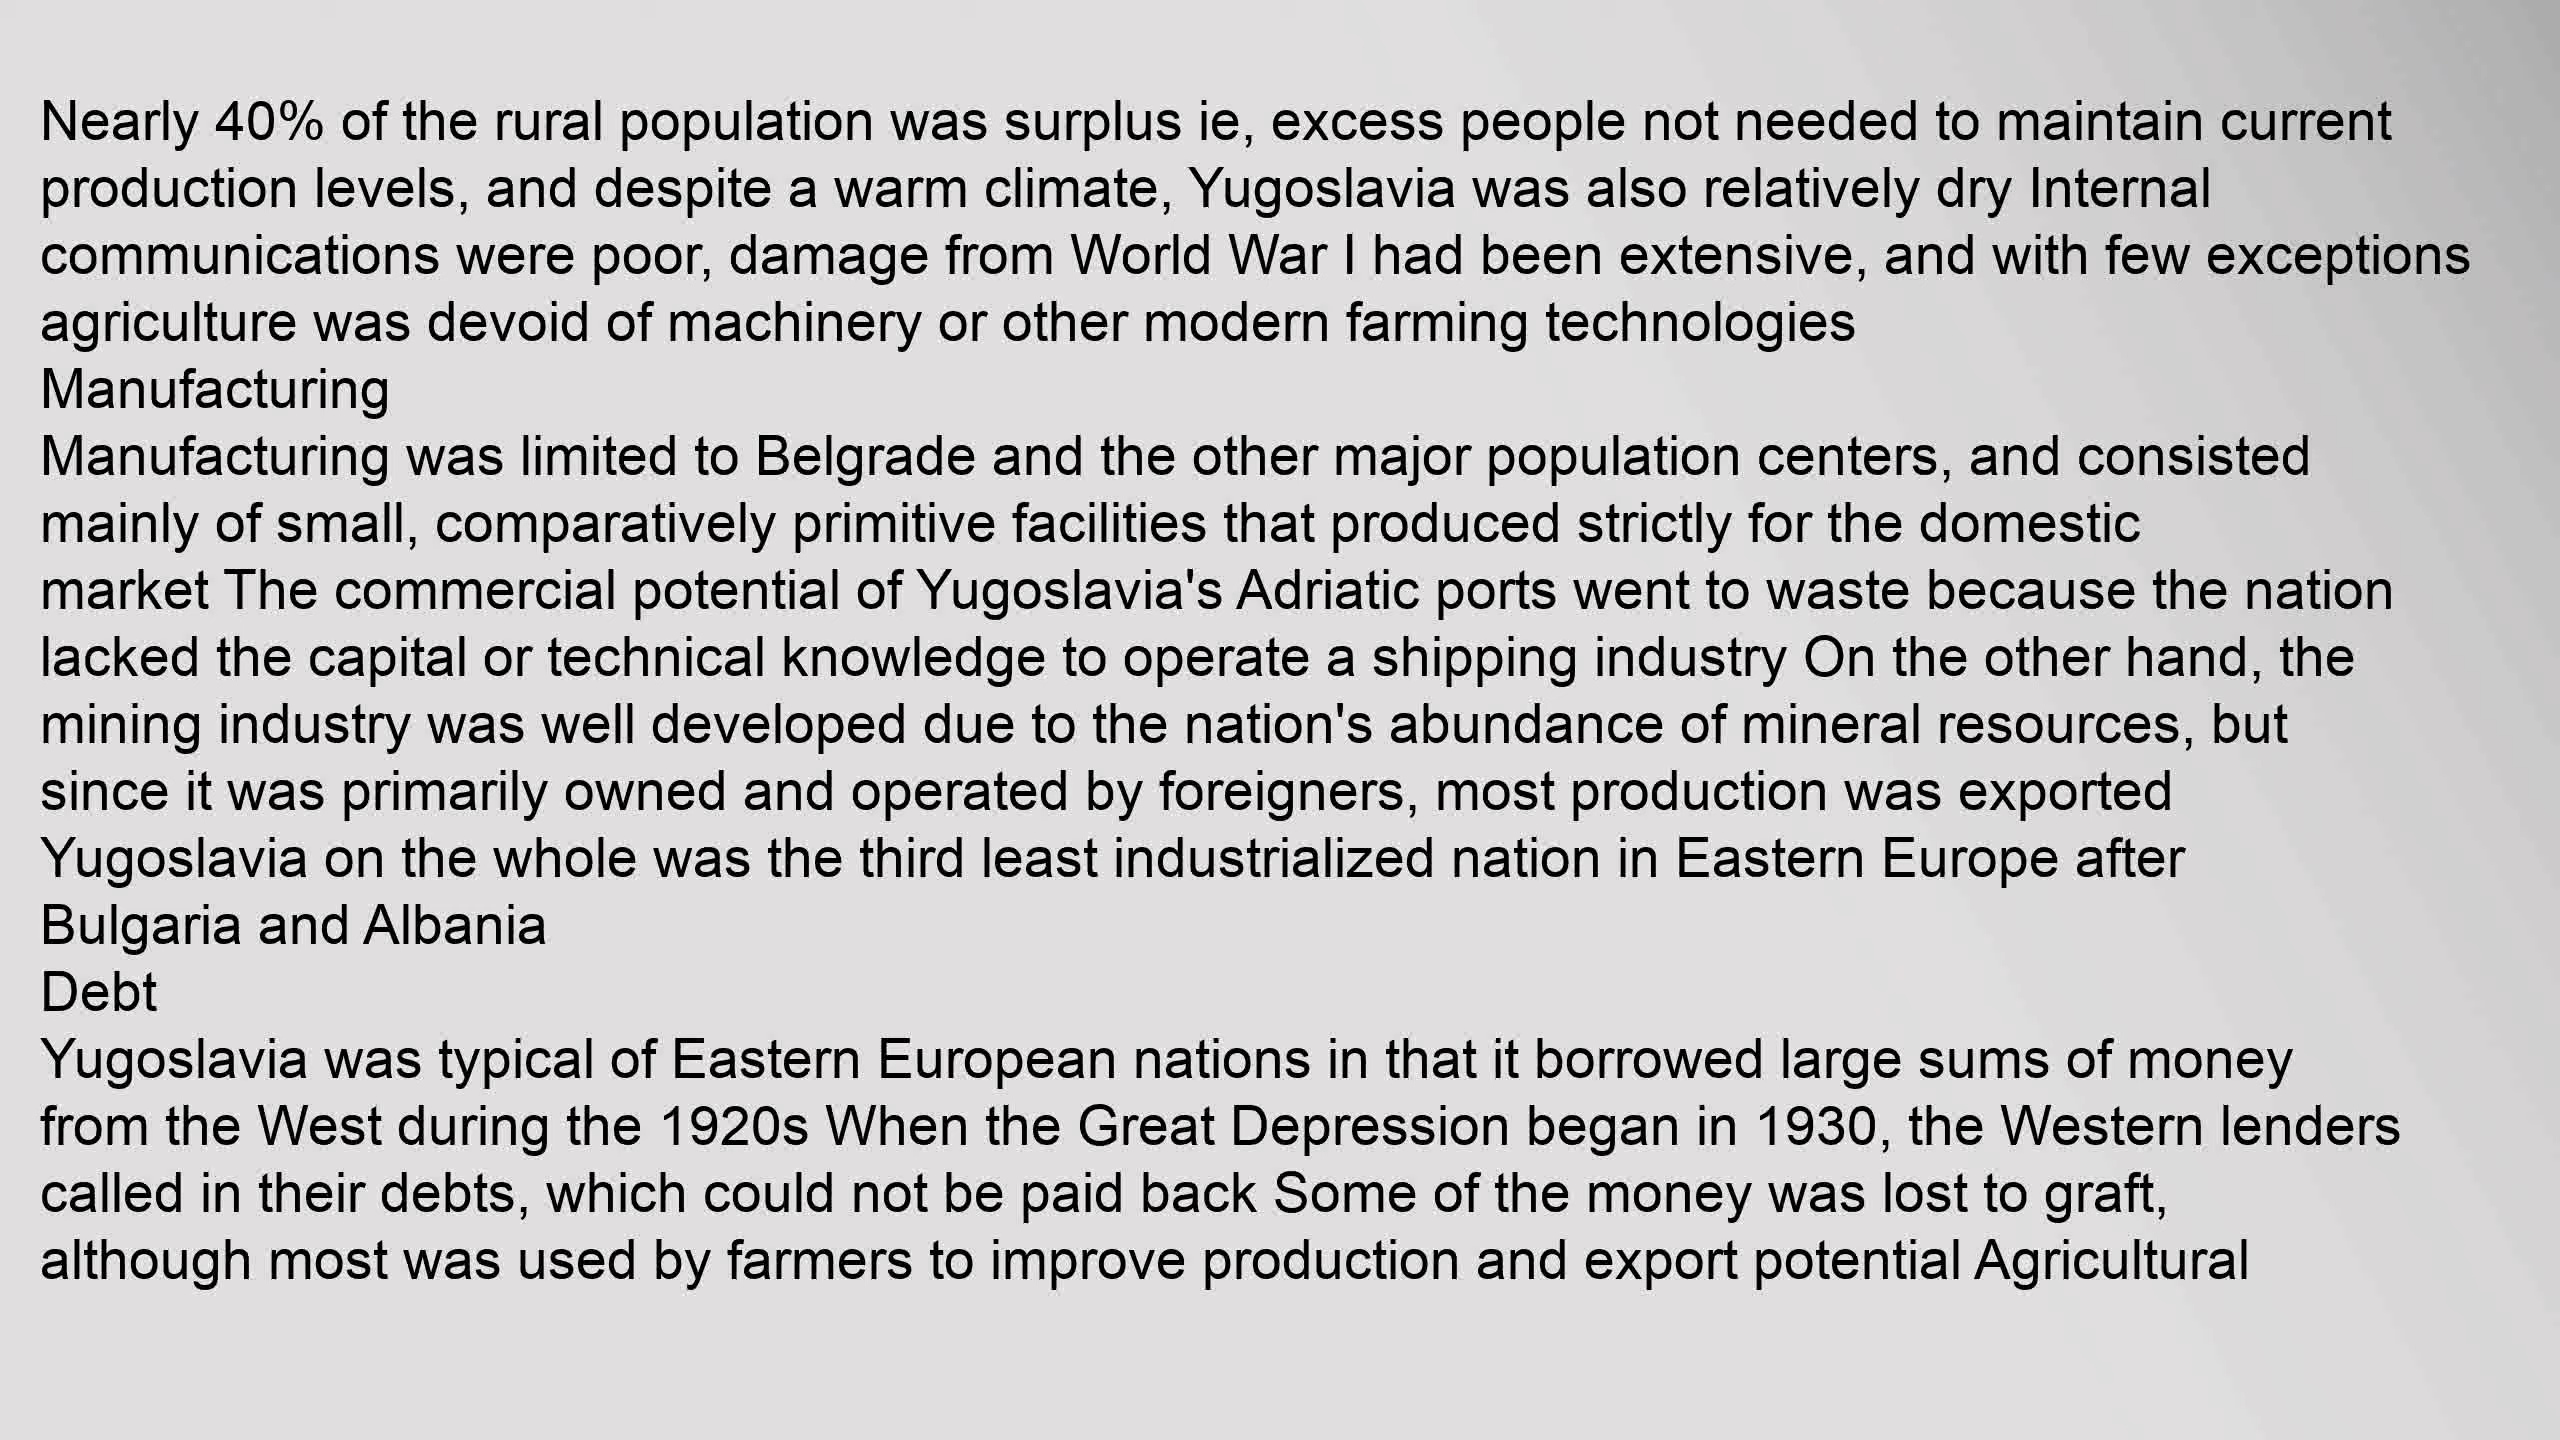 Nearly 40% of the rural population was surplus ie, excess people not needed to maintain current
production levels, and despite a warm climate, Yugoslavia was also relatively dry Internal
communications were poor, damage from World War I had been extensive, and with few exceptions
agriculture was devoid of machinery or other modern farming technologies
Manufacturing
Manufacturing was limited to Belgrade and the other major population centers, and consisted
mainly of small, comparatively primitive facilities that produced strictly for the domestic
market The commercial potential of Yugoslavia's Adriatic ports went to waste because the nation
lacked the capital or technical knowledge to operate a shipping industry On the other hand, the
mining industry was well developed due to the nation's abundance of mineral resources, but
since it was primarily owned and operated by foreigners, most production was exported
Yugoslavia on the whole was the third least industrialized nation in Eastern Europe after
Bulgaria and Albania
Debt
Yugoslavia was typical of Eastern European nations in that it borrowed large sums of money
from the West during the 1920s When the Great Depression began in 1930, the Western lenders
called in their debts, which could not be paid back Some of the money was lost to graft,
although most was used by farmers to improve production and export potential Agricultural